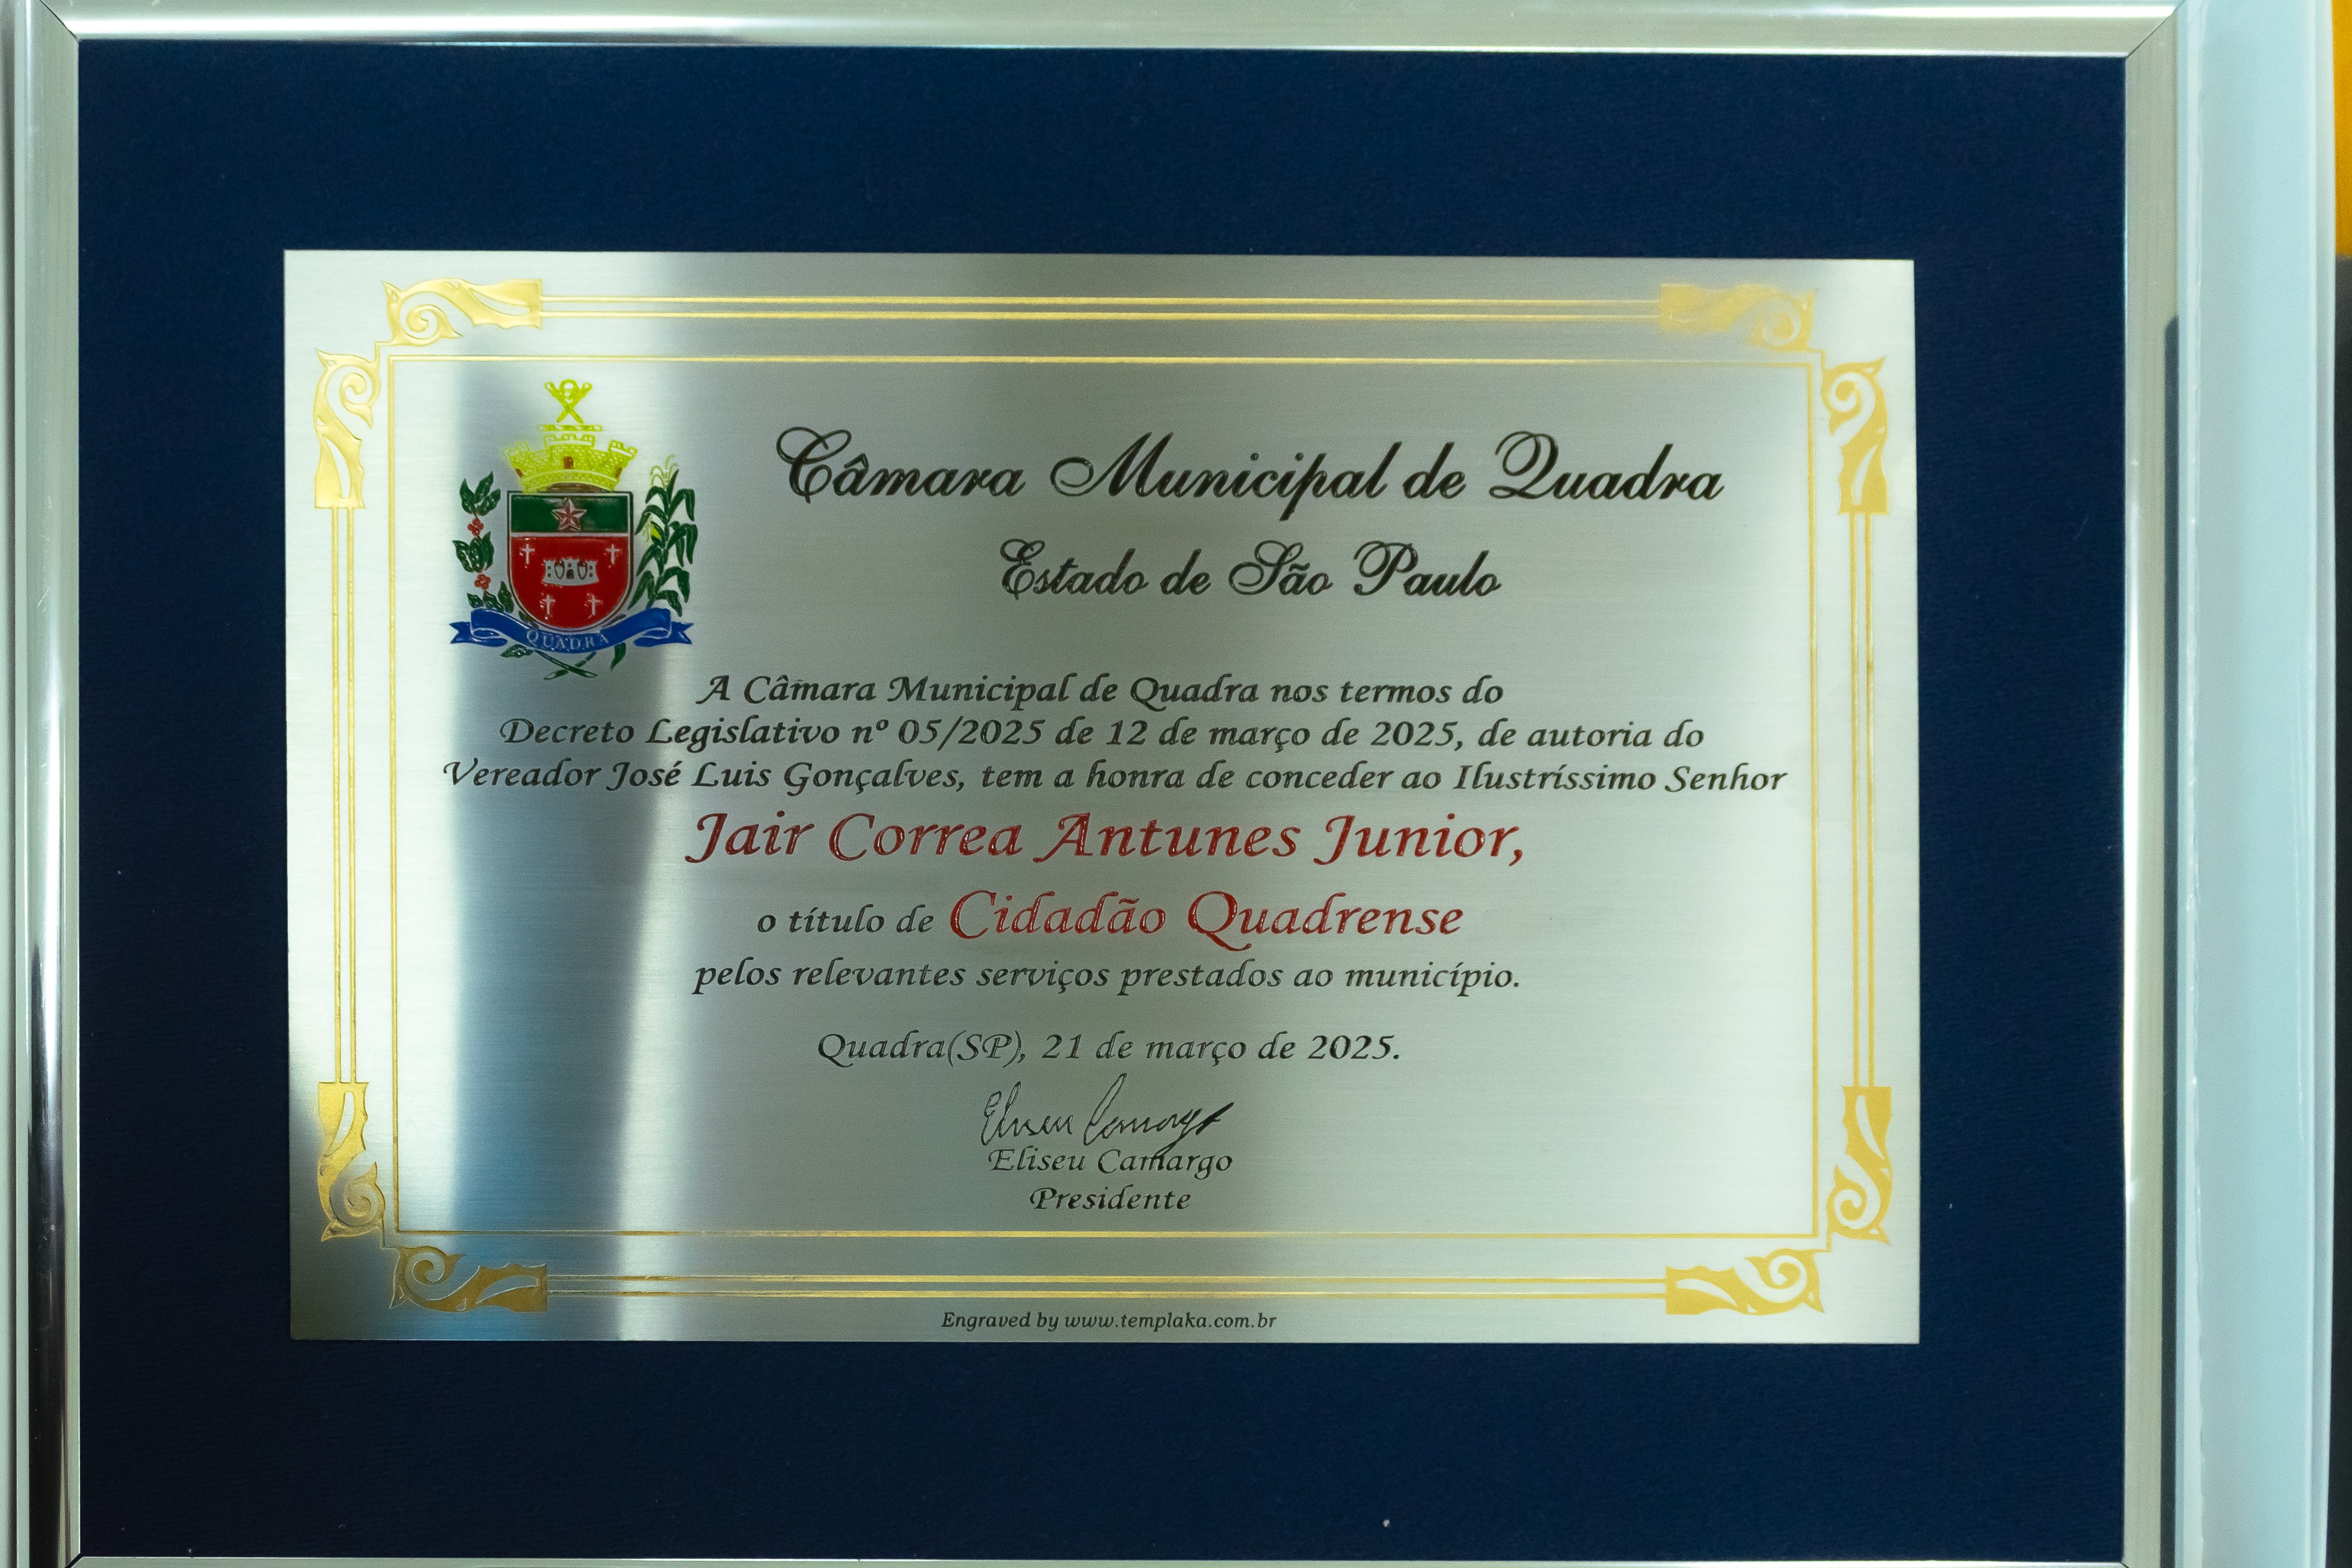 Câmara Municipal de Quadra
Estado de São Paulo
QUADRA
A Câmara Municipal de Quadra nos termos do
Decreto Legislativo nº 05/2025 de 12 de março de 2025, de autoria do
Vereador José Luis Gonçalves, tem a honra de conceder ao Ilustríssimo Senhor
Jair Correa Antunes Junior,
o título de Cidadão Quadrense
pelos relevantes serviços prestados ao município.
Quadra(SP), 21 de março de 2025.
Eliseu Camargo
Eliseu Camargo
Presidente
Engraved by www.templaka.com.br